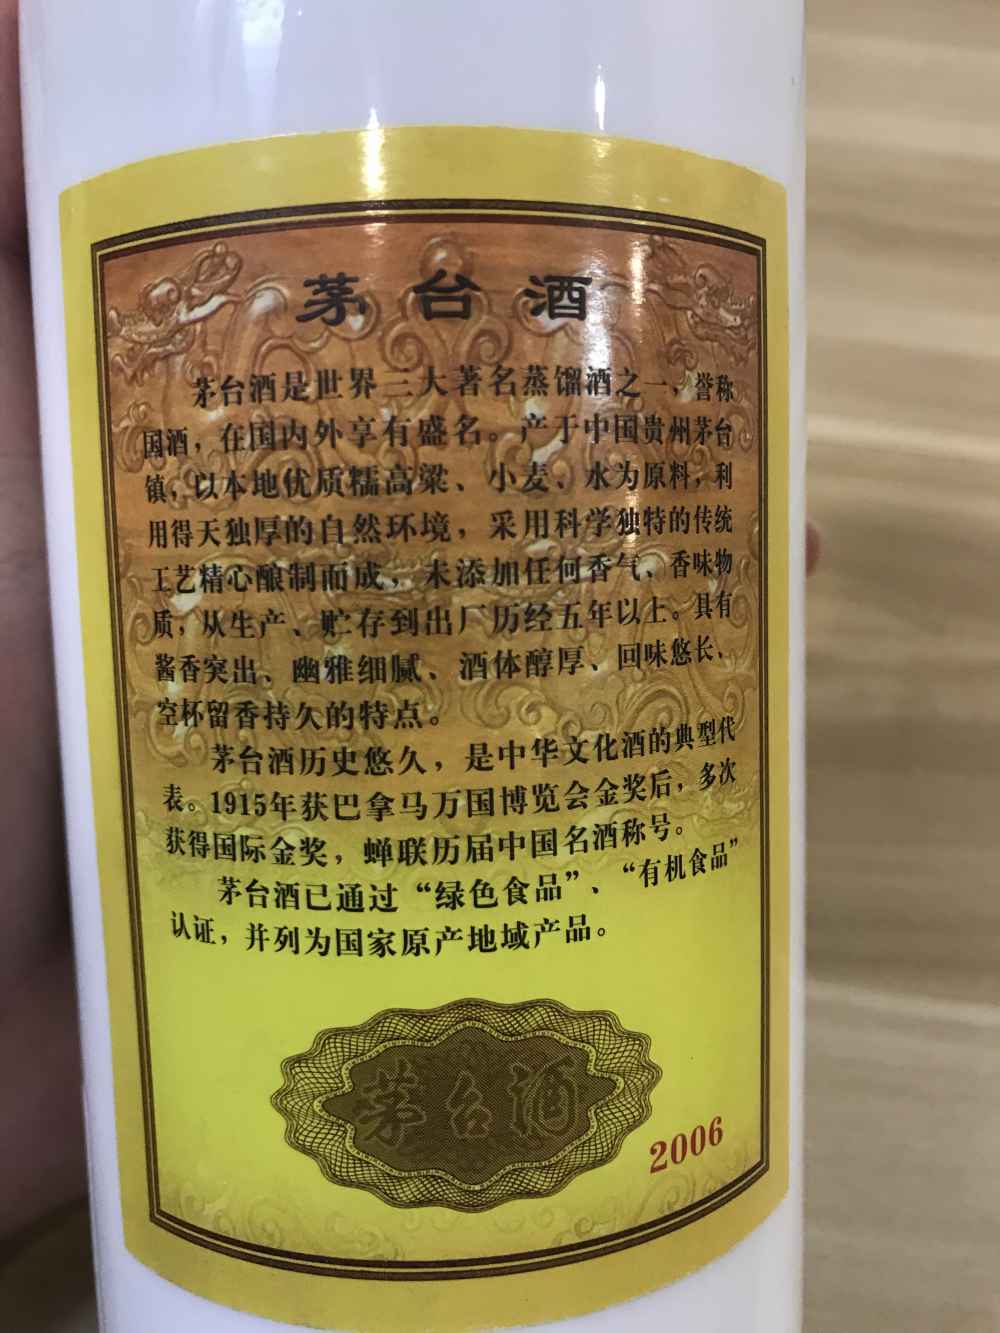 茅台酒
茅台酒是世界三大著名蒸馏酒之一，誉称
国酒，在国内外享有盛名。产于中国贵州茅台
镇，以本地优质糯高粱、小麦、水为原料，利
用得天独厚的自然环境，采用科学独特的传统
工艺精心酿制而成，未添加任何香气、香味物
质，从生产、贮存到出厂历经五年以上。具有
酱香突出、幽雅细腻、酒体醇厚、回味悠长、
空杯留香持久的特点。
茅台酒历史悠久，是中华文化酒的典型代
表。1915年获巴拿马万国博览会金奖后，多次
获得国际金奖，蝉联历届中国名酒称号。
茅台酒已通过“绿色食品”、“有机食品”
认证，并列为国家原产地域产品。
茅台酒
2006